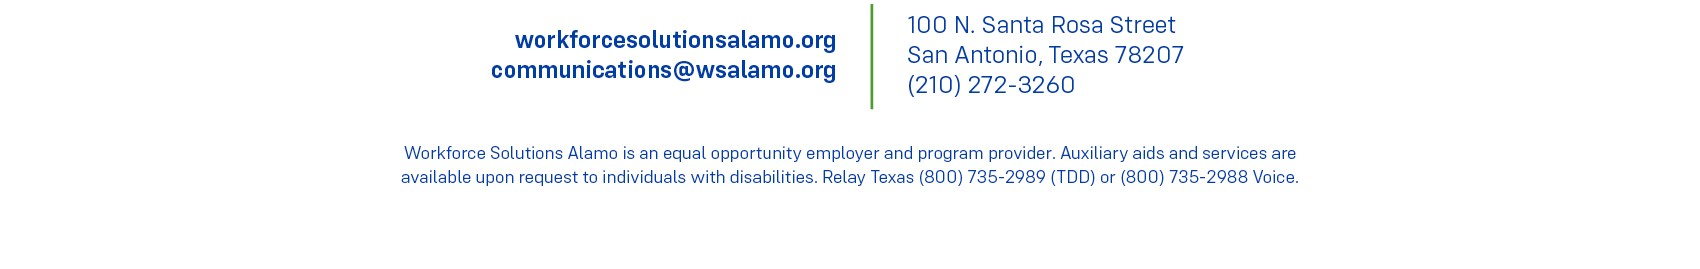 workforcesolutionsalamo.org
communications@wsalamo.org
100 N. Santa Rosa Street
San Antonio, Texas 78207
(210) 272-3260
Workforce Solutions Alamo is an equal opportunity employer and program provider. Auxiliary aids and services are
available upon request to individuals with disabilities. Relay Texas (800) 735-2989 (TDD) or (800) 735-2988 Voice.